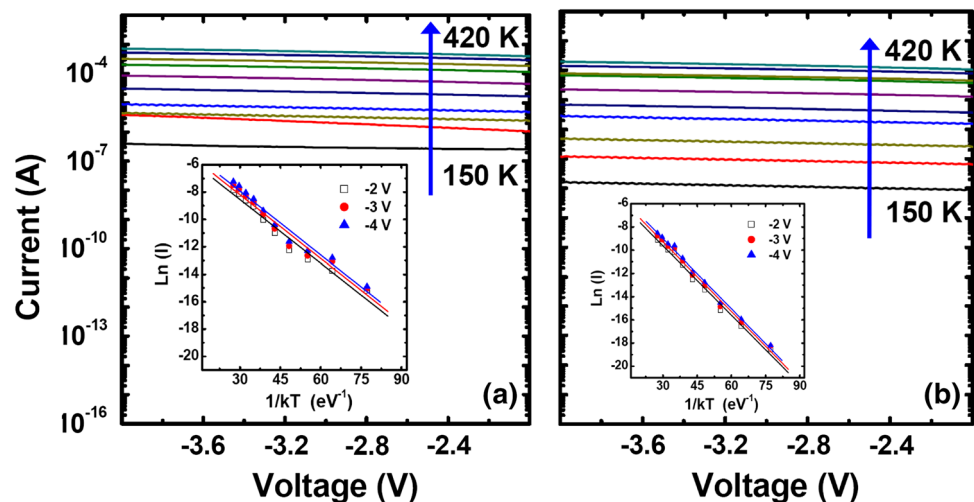 Current (A)
10⁻⁴
10⁻⁷
10⁻¹⁰
10⁻¹³
10⁻¹⁶
420 K
150 K
Ln (I)
-6
-8
-10
-12
-14
-16
-18
-20
-2 V
-3 V
-4 V
30 45 60 75 90
1/kT (eV⁻¹)
(a)
-3.6 -3.2 -2.8 -2.4
Voltage (V)
420 K
150 K
Ln (I)
-6
-8
-10
-12
-14
-16
-18
-20
-2 V
-3 V
-4 V
15 30 45 60 75 90
1/kT (eV⁻¹)
(b)
-3.6 -3.2 -2.8 -2.4
Voltage (V)